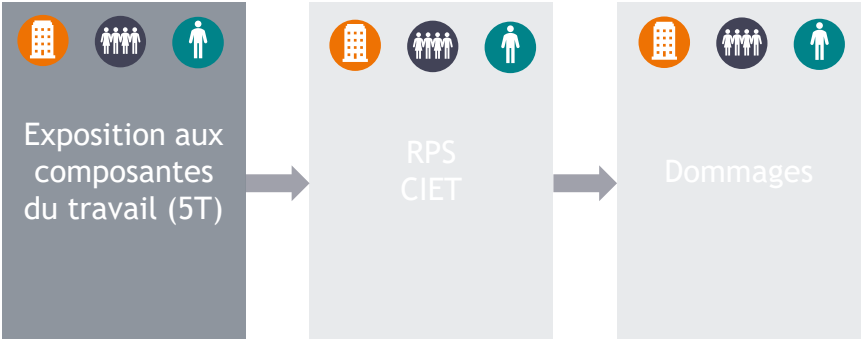 Exposition aux
composantes
du travail (5T)
RPS
CIET
Dommages